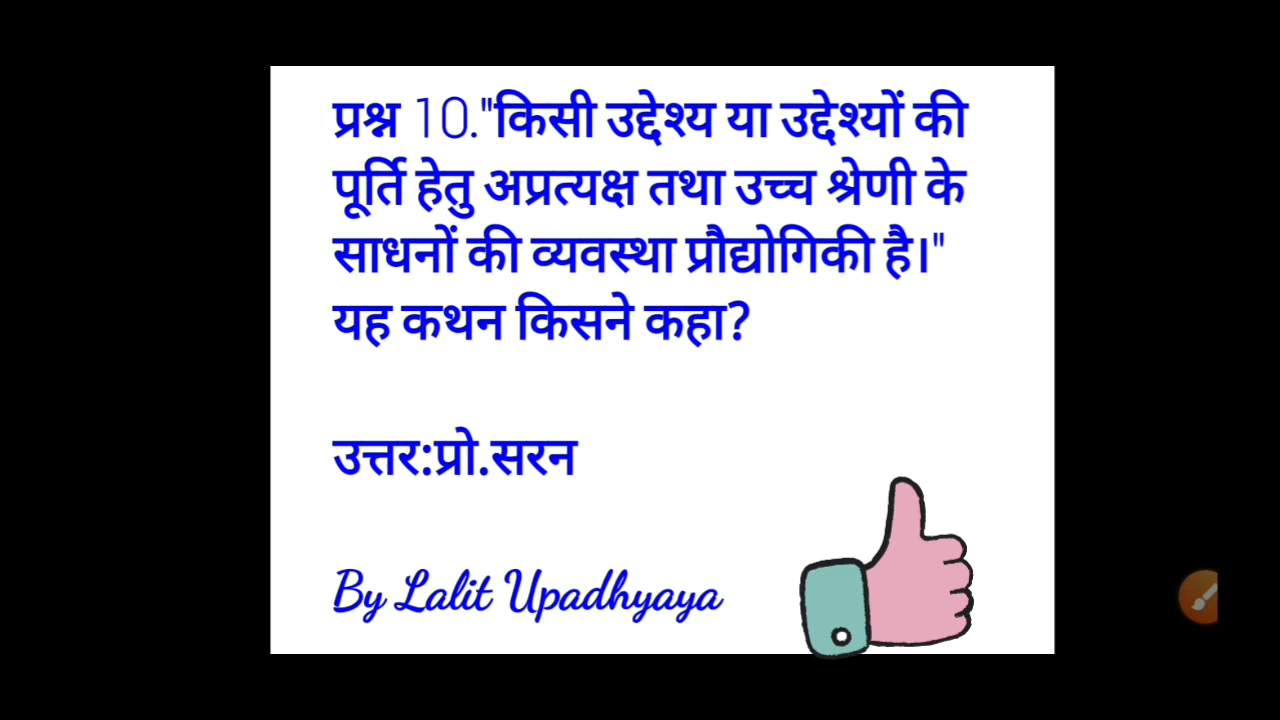 प्रश्न 10."किसी उद्देश्य या उद्देश्यों की
पूर्ति हेतु अप्रत्यक्ष तथा उच्च श्रेणी के
साधनों की व्यवस्था प्रौद्योगिकी है।"
यह कथन किसने कहा?
उत्तर:प्रो.सरन
By Lalit Upadhyaya